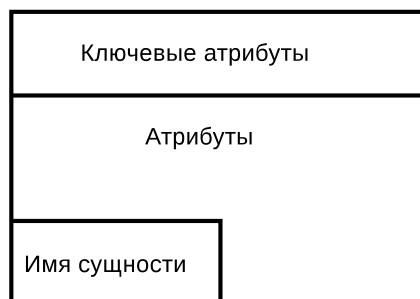 Ключевые атрибуты
Атрибуты
Имя сущности